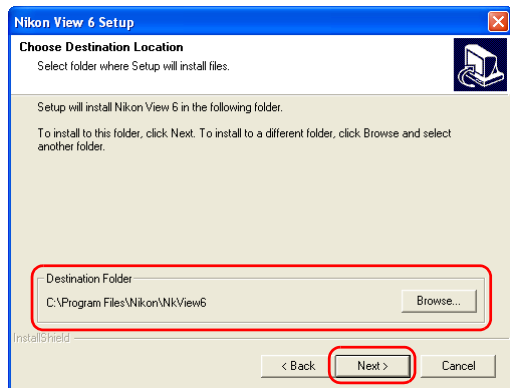 Nikon View 6 Setup
Choose Destination Location
Select folder where Setup will install files.
Setup will install Nikon View 6 in the following folder.
To install to this folder, click Next. To install to a different folder, click Browse and select
another folder.
Destination Folder
C:\Program Files\Nikon\NkView6
Browse...
InstallShield
< Back
Next >
Cancel